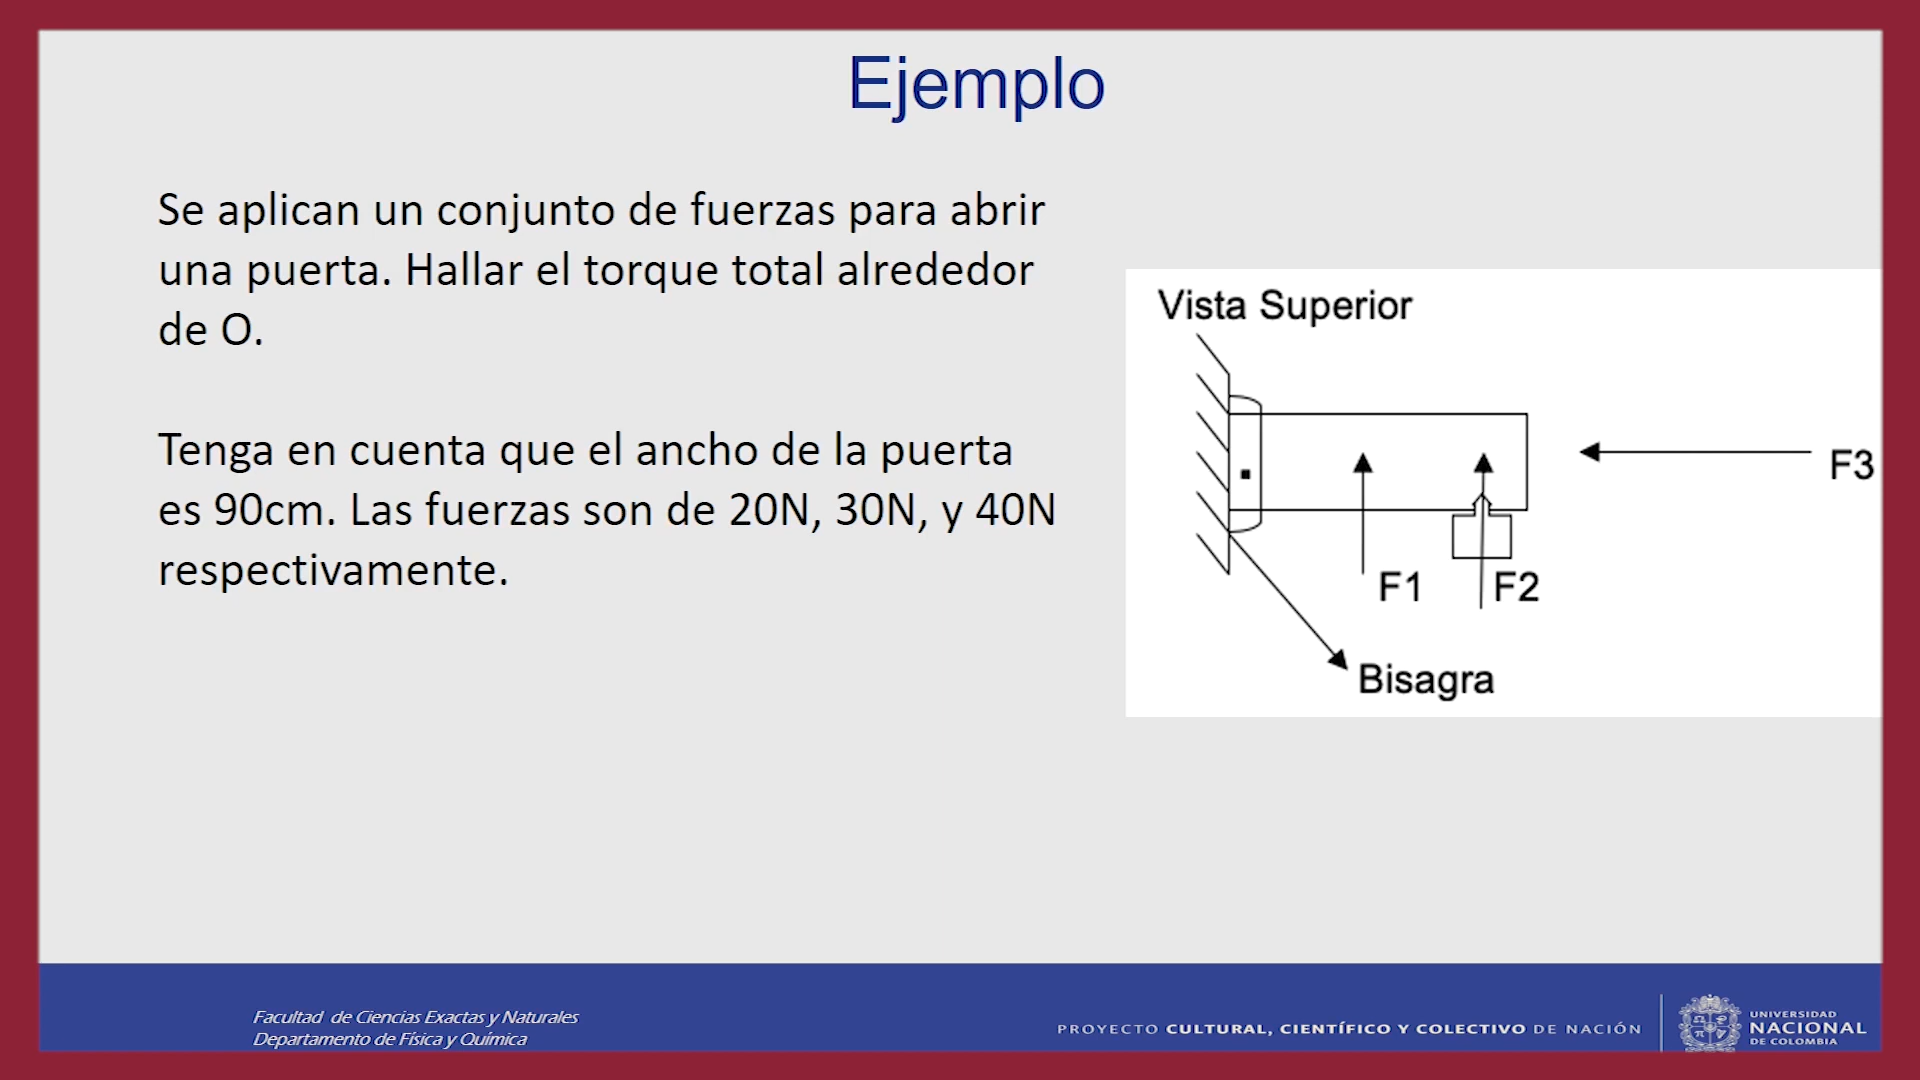 Ejemplo
Se aplican un conjunto de fuerzas para abrir
una puerta. Hallar el torque total alrededor
de O.
Tenga en cuenta que el ancho de la puerta
es 90cm. Las fuerzas son de 20N, 30N, y 40N
respectivamente.
Vista Superior
F3
F1
F2
Bisagra
Facultad de Ciencias Exactas y Naturales
Departamento de Física y Química
PROYECTO CULTURAL, CIENTÍFICO Y COLECTIVO DE NACIÓN
UNIVERSIDAD
NACIONAL
DE COLOMBIA